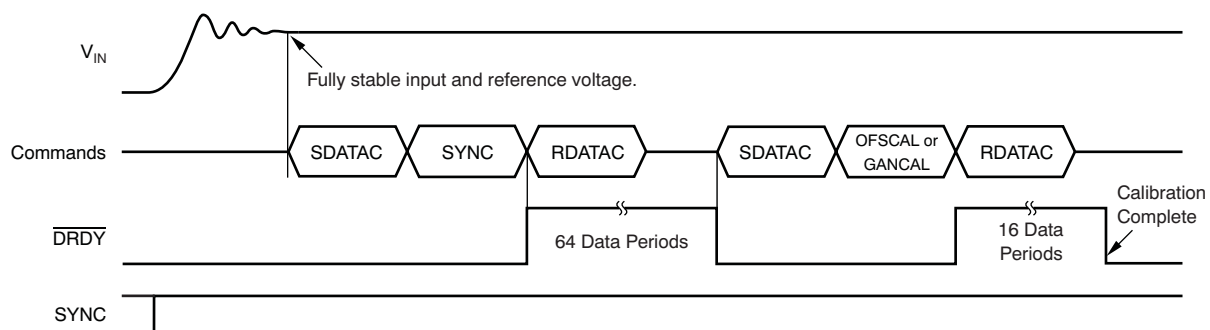 VIN
Fully stable input and reference voltage.
Commands
SDATAC
SYNC
RDATAC
SDATAC
OFSCAL or
GANCAL
RDATAC
DRDY
64 Data Periods
16 Data
Periods
Calibration
Complete
SYNC